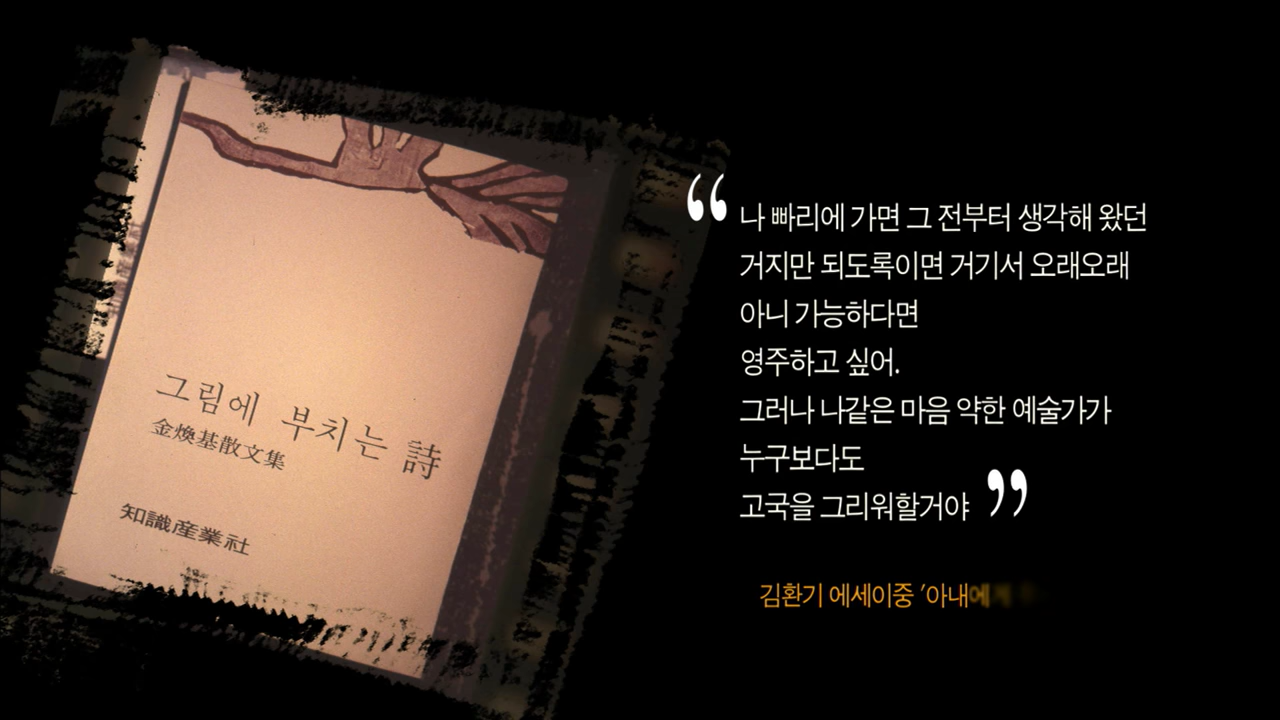 그림에 부치는 詩
金煥基散文集
知識産業社
“나 빠리에 가면 그 전부터 생각해 왔던
거지만 되도록이면 거기서 오래오래
아니 가능하다면
영주하고 싶어.
그러나 나같은 마음 약한 예술가가
누구보다도
고국을 그리워할거야”
김환기 에세이중 ‘아내에게